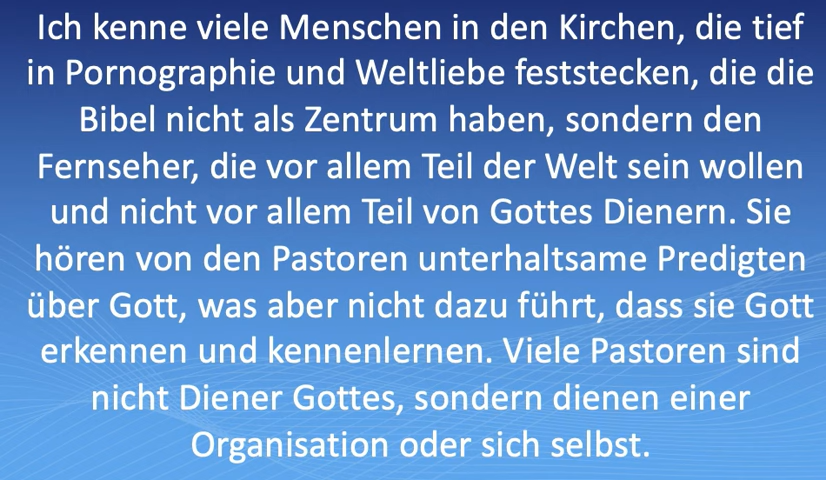 Ich kenne viele Menschen in den Kirchen, die tief
in Pornographie und Weltliebe feststecken, die die
Bibel nicht als Zentrum haben, sondern den
Fernseher, die vor allem Teil der Welt sein wollen
und nicht vor allem Teil von Gottes Dienern. Sie
hören von den Pastoren unterhaltsame Predigten
über Gott, was aber nicht dazu führt, dass sie Gott
erkennen und kennenlernen. Viele Pastoren sind
nicht Diener Gottes, sondern dienen einer
Organisation oder sich selbst.